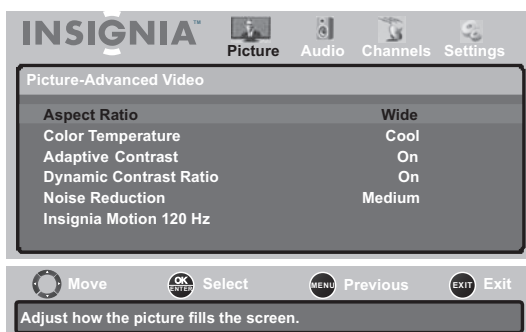 INSIGNIA™
Picture Audio Channels Settings
Picture-Advanced Video
Aspect Ratio Wide
Color Temperature Cool
Adaptive Contrast On
Dynamic Contrast Ratio On
Noise Reduction Medium
Insignia Motion 120 Hz
Move OK ENTER Select MENU Previous EXIT Exit
Adjust how the picture fills the screen.